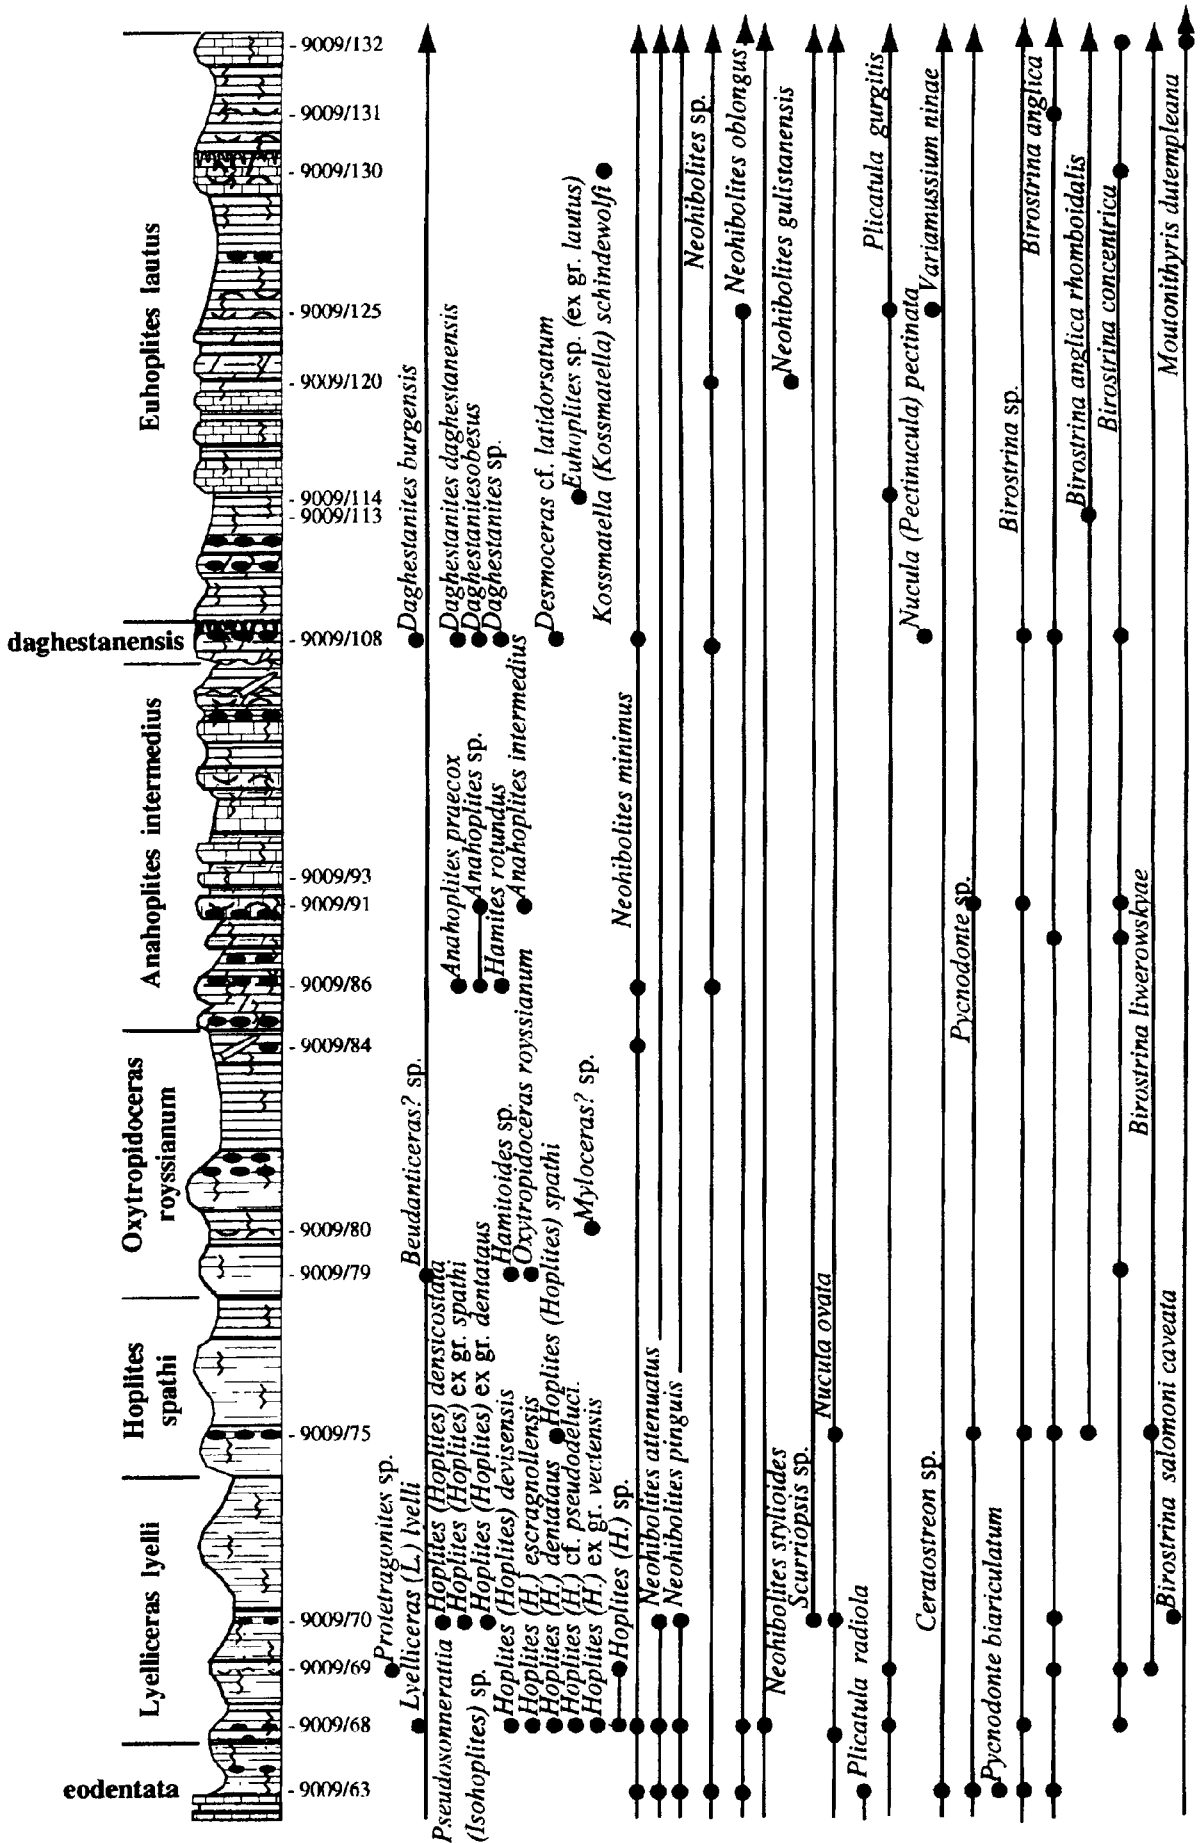 Euhoplites lautus
daghestanensis
Anahoplites intermedius
Oxytropidoceras
royssianum
Hoplites
spathi
Lyelliceras lyelli
eodentata
- 9009/132
- 9009/131
- 9009/130
- 9009/125
- 9009/120
- 9009/114
- 9009/113
- 9009/108
- 9009/93
- 9009/91
- 9009/86
- 9009/84
- 9009/80
- 9009/79
- 9009/75
- 9009/70
- 9009/69
- 9009/68
- 9009/63
Protetragonites sp.
Lyelliceras (L.) lyelli
Daghestanites burgensis
Beudanticeras? sp.
Pseudosonnerattia
(Isohoplites) sp.
Hoplites (Hoplites) densicostata
Hoplites (Hoplites) ex gr. spathi
Hoplites (Hoplites) ex gr. dentataus
Daghestanites daghestanensis
Daghestanitesobesus
Daghestanites sp.
Anahoplites praecox
Anahoplites sp.
Hamites rotundus
Anahoplites intermedius
Hamitoides sp.
Oxytropidoceras royssianum
Hoplites (Hoplites) devisensis
Hoplites (H.) escragnollensis
Hoplites (H.) dentataus
Hoplites (Hoplites) spathi
Hoplites (H.) cf. pseudodeluci.
Hoplites (H.) ex gr. vectensis
Hoplites (H.) sp.
Myloceras? sp.
Desmoceras cf. latidorsatum
Euhoplites sp. (ex gr. lautus)
Kossmatella (Kossmatella) schindewolfi
Neohibolites minimus
Neohibolites attenuatus
Neohibolites pinguis
Neohibolites sp.
Neohibolites oblongus
Neohibolites stylioides
Neohibolites gulistanensis
Scurriopsis sp.
Nucula ovata
Plicatula radiola
Plicatula gurgitis
Nucula (Pectinucula) pectinata
Variamussium ninae
Ceratostreon sp.
Pycnodonte sp.
Pycnodonte biariculatum
Birostrina sp.
Birostrina anglica
Birostrina anglica rhomboidalis
Birostrina concentrica
Birostrina liwerowskyae
Birostrina salomoni caveata
Moutonithyris dutempleana